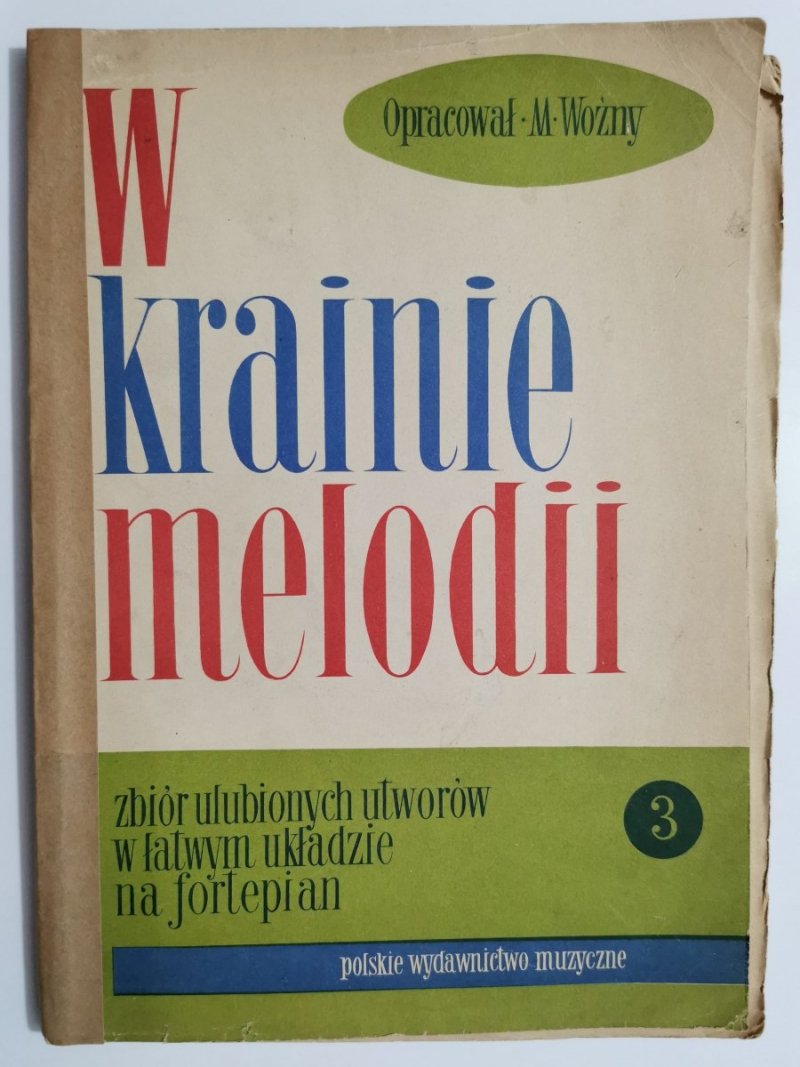 Opracował · M · Woźny
W
krainie
melodii
zbiór ulubionych utworów
w łatwym układzie
na fortepian
3
polskie wydawnictwo muzyczne